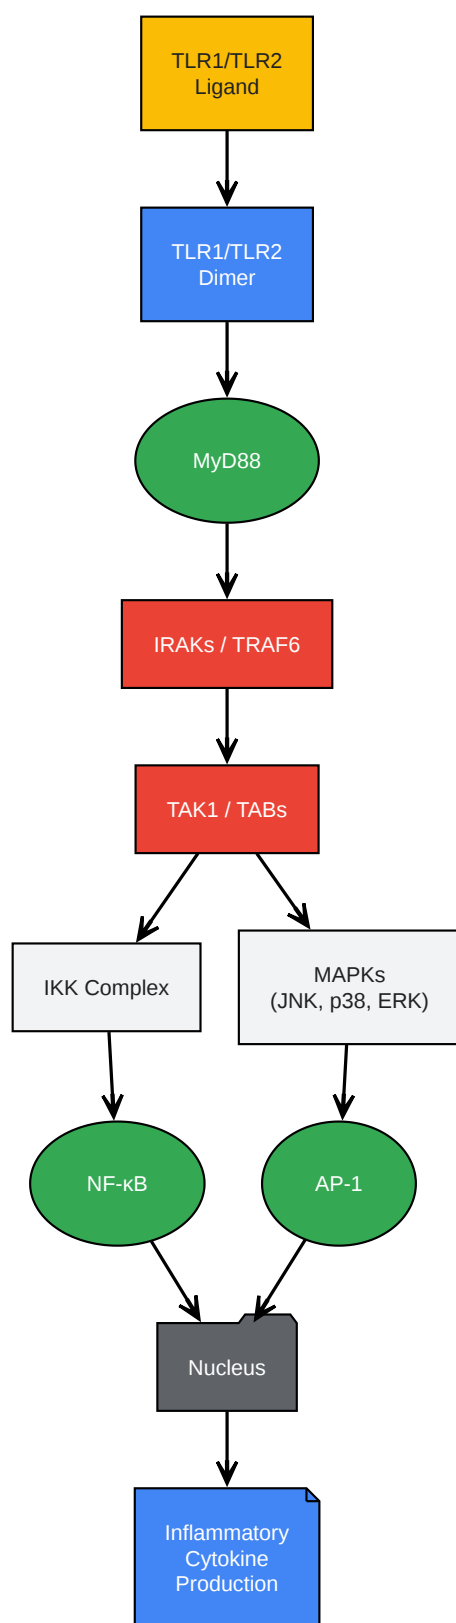 TLR1/TLR2
Ligand
TLR1/TLR2
Dimer
MyD88
IRAKs / TRAF6
TAK1 / TABs
IKK Complex
MAPKs
(JNK, p38, ERK)
NF-κB
AP-1
Nucleus
Inflammatory
Cytokine
Production